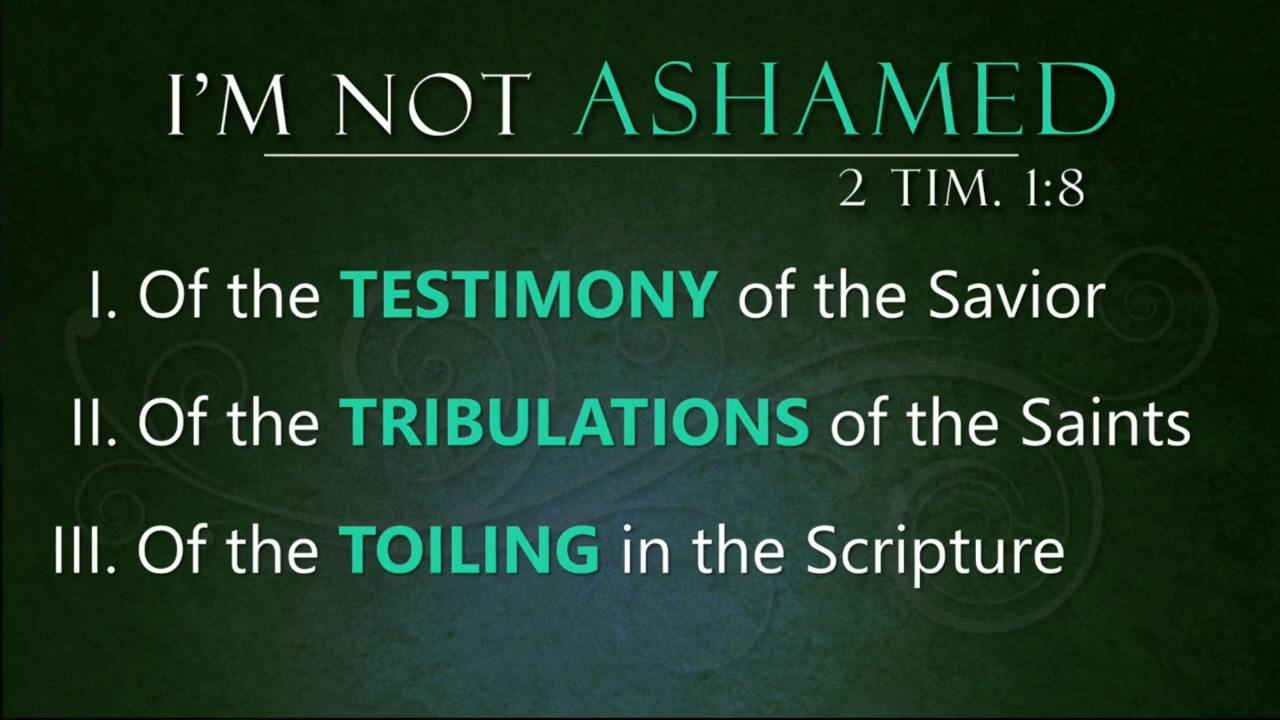 I'M NOT ASHAMED
2 TIM. 1:8
I. Of the TESTIMONY of the Savior
II. Of the TRIBULATIONS of the Saints
III. Of the TOILING in the Scripture